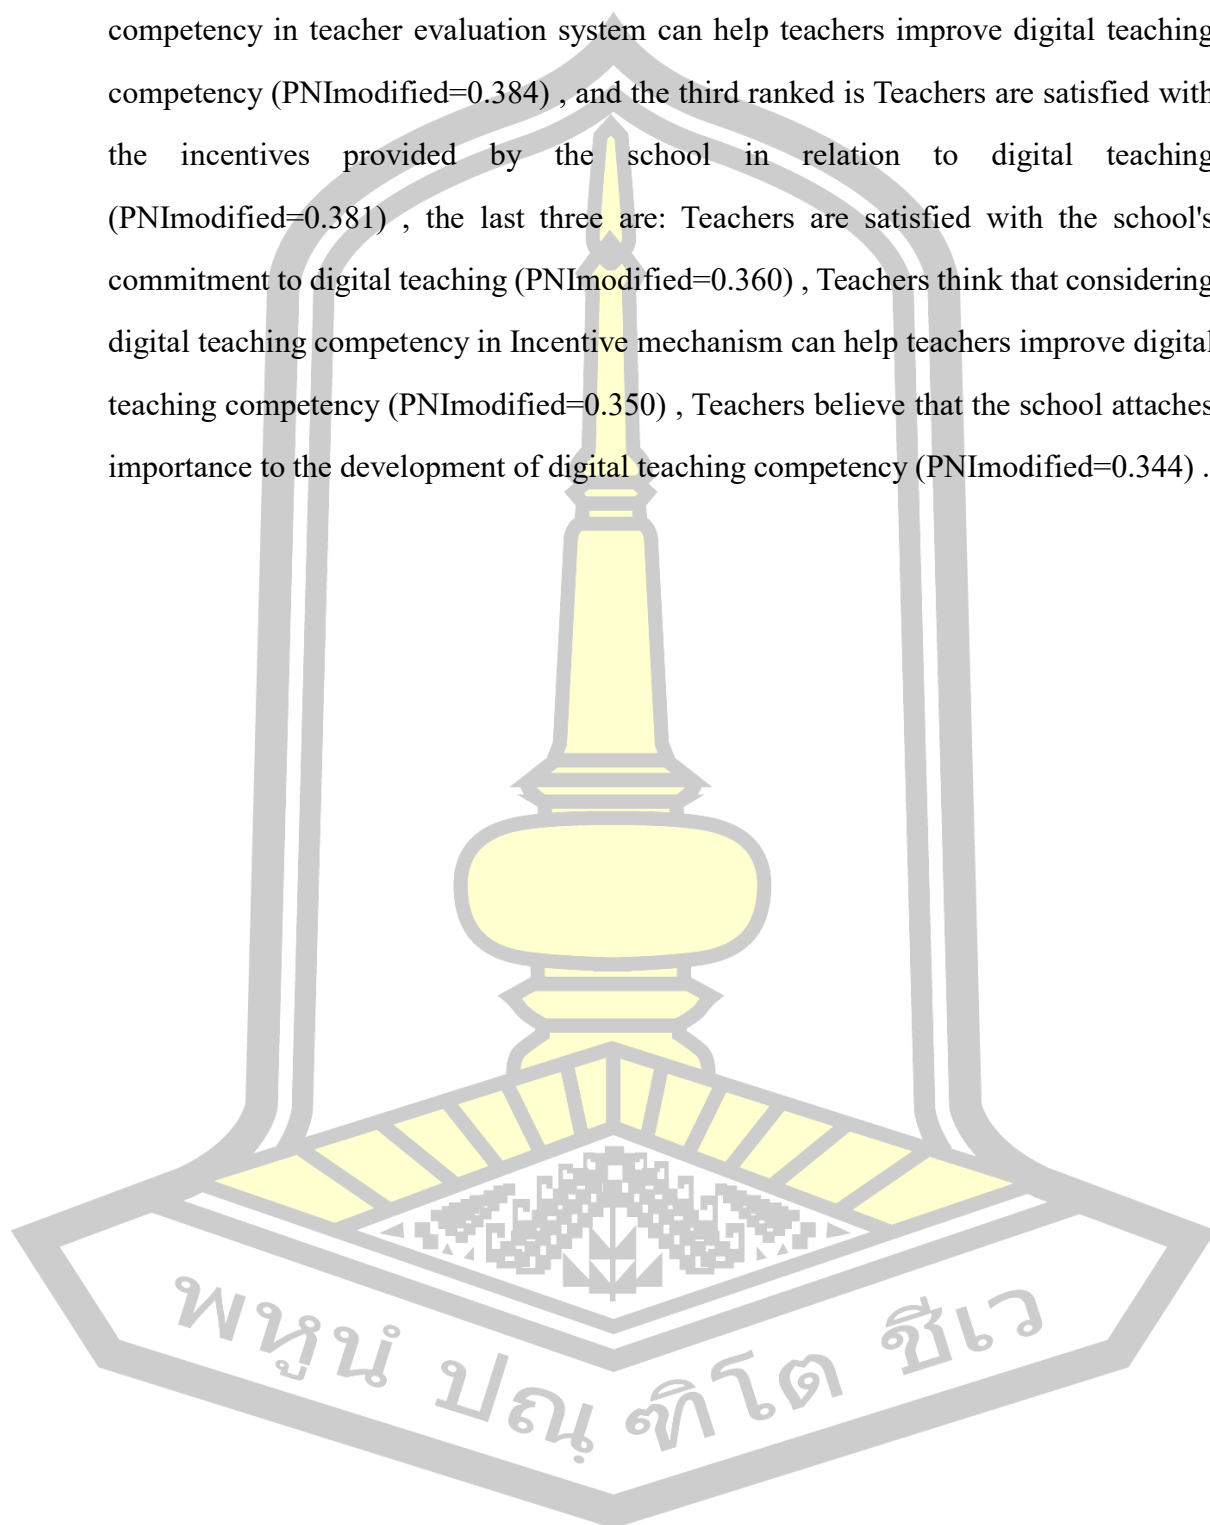 competency in teacher evaluation system can help teachers improve digital teaching
competency (PNImodified=0.384) , and the third ranked is Teachers are satisfied with
the incentives provided by the school in relation to digital teaching
(PNImodified=0.381) , the last three are: Teachers are satisfied with the school's
commitment to digital teaching (PNImodified=0.360) , Teachers think that considering
digital teaching competency in Incentive mechanism can help teachers improve digital
teaching competency (PNImodified=0.350) , Teachers believe that the school attaches
importance to the development of digital teaching competency (PNImodified=0.344) .
พหูนํ ปณฺฑิโต ชีเว